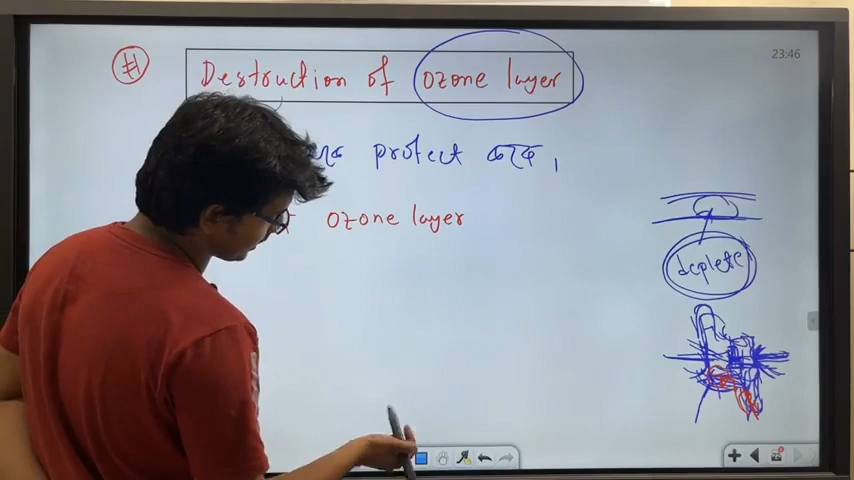 23:46
# Destruction of ozone layer
protect করে,
ozone layer
deplete